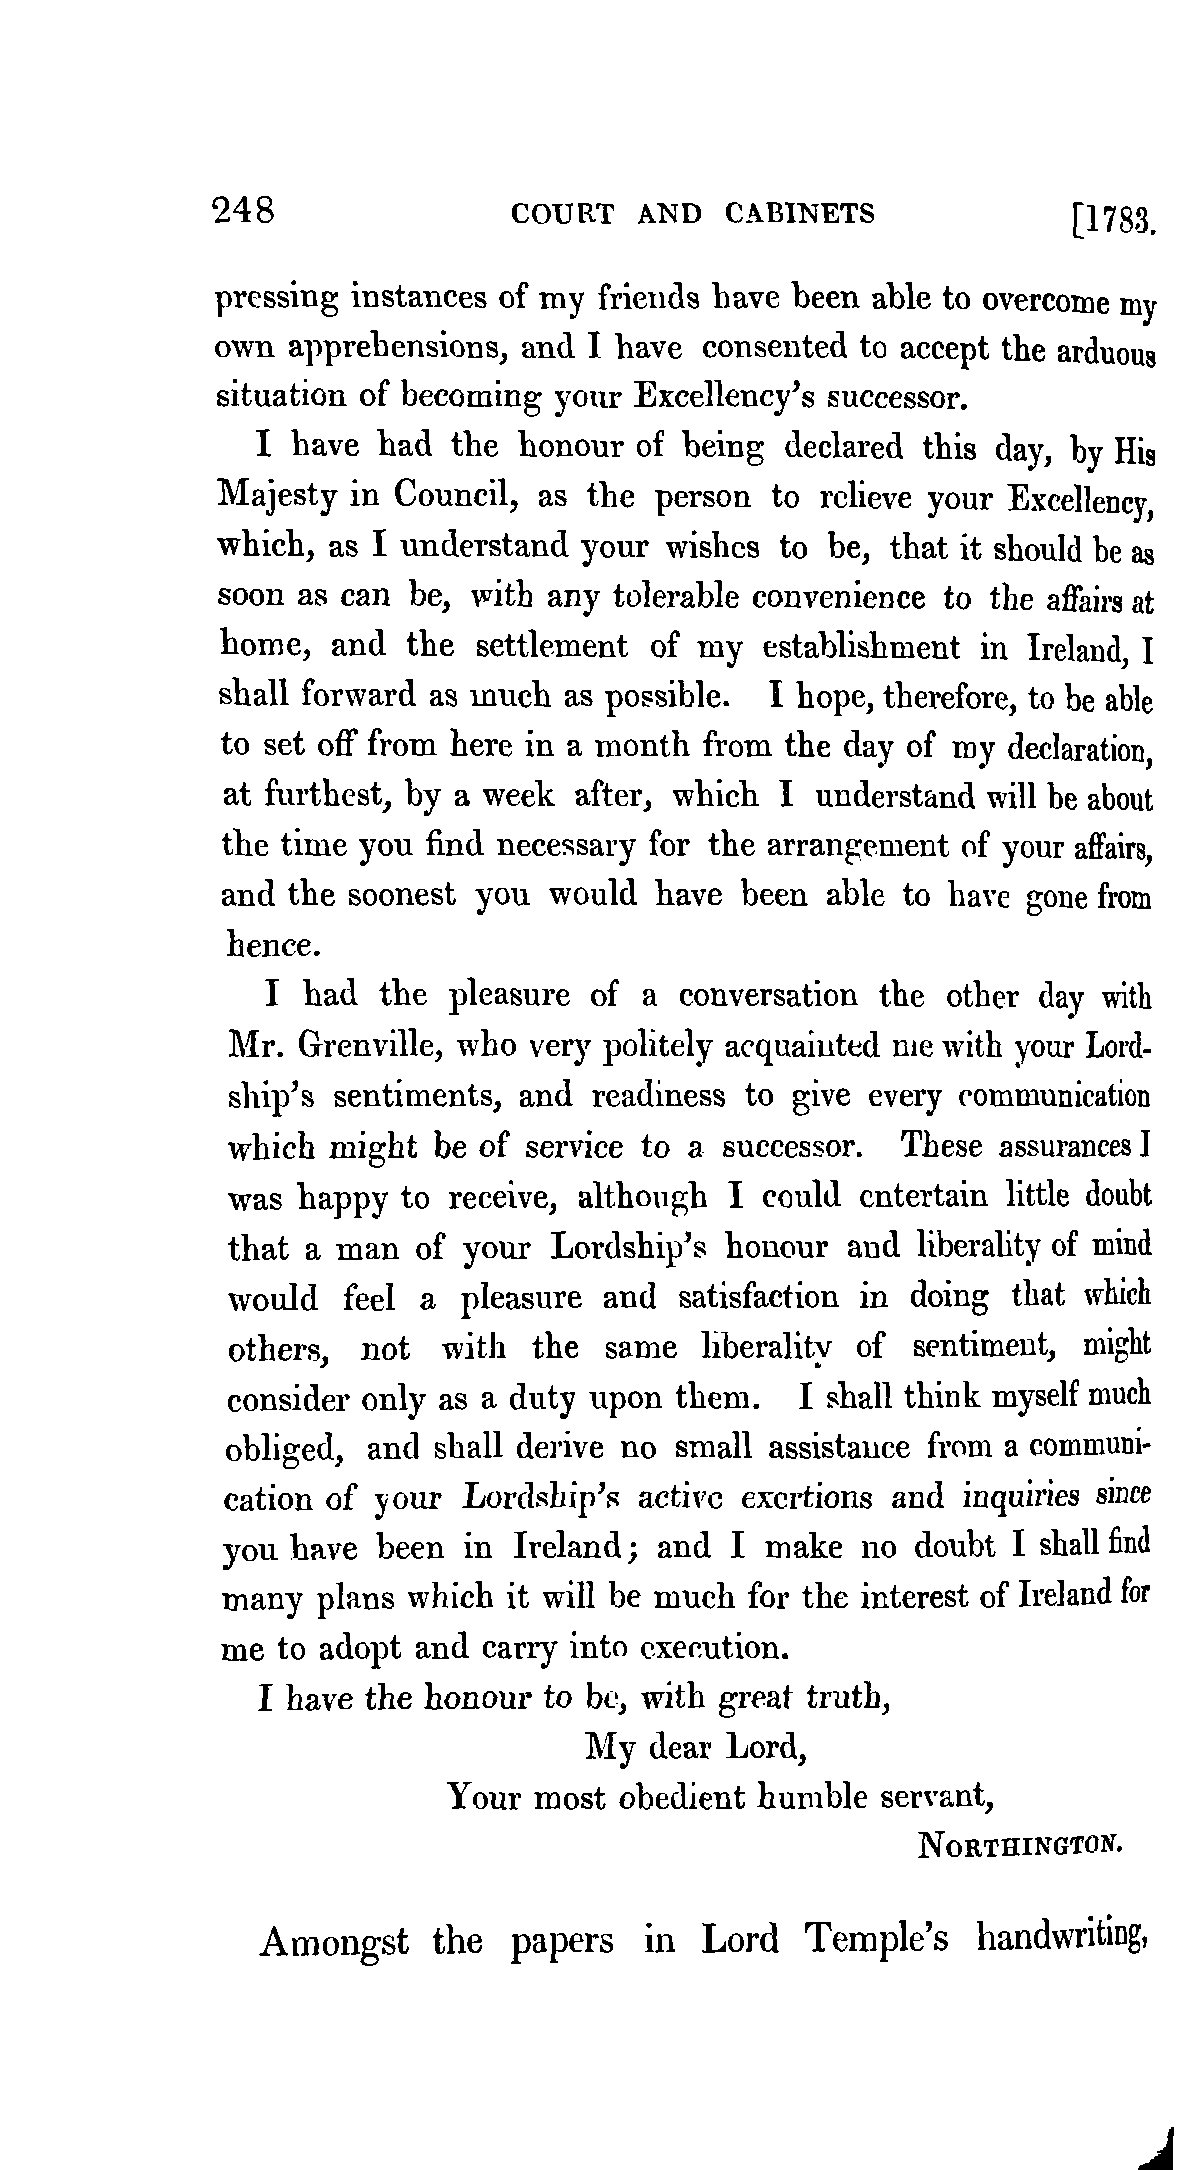 248 COURT AND CABINETS [1783.
pressing instances of my friends have been able to overcome my
own apprehensions, and I have consented to accept the arduous
situation of becoming your Excellency's successor.
I have had the honour of being declared this day, by His
Majesty in Council, as the person to relieve your Excellency,
which, as I understand your wishes to be, that it should be as
soon as can be, with any tolerable convenience to the affairs at
home, and the settlement of my establishment in Ireland, I
shall forward as much as possible. I hope, therefore, to be able
to set off from here in a month from the day of my declaration,
at furthest, by a week after, which I understand will be about
the time you find necessary for the arrangement of your affairs,
and the soonest you would have been able to have gone from
hence.
I had the pleasure of a conversation the other day with
Mr. Grenville, who very politely acquainted me with your Lord-
ship's sentiments, and readiness to give every communication
which might be of service to a successor. These assurances I
was happy to receive, although I could entertain little doubt
that a man of your Lordship's honour and liberality of mind
would feel a pleasure and satisfaction in doing that which
others, not with the same liberality of sentiment, might
consider only as a duty upon them. I shall think myself much
obliged, and shall derive no small assistance from a communi-
cation of your Lordship's active exertions and inquiries since
you have been in Ireland; and I make no doubt I shall find
many plans which it will be much for the interest of Ireland for
me to adopt and carry into execution.
I have the honour to be, with great truth,
My dear Lord,
Your most obedient humble servant,
NORTHINGTON.
Amongst the papers in Lord Temple's handwriting,